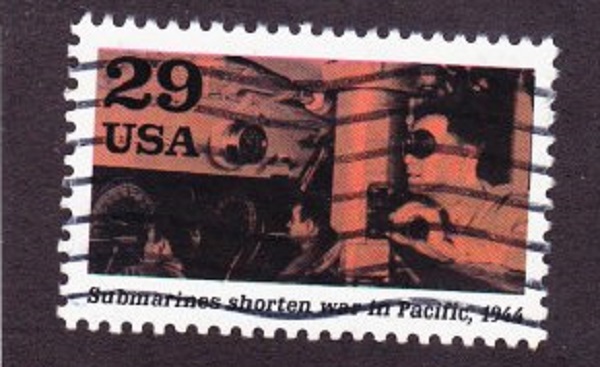 29
USA
Submarines shorten war in Pacific, 1944